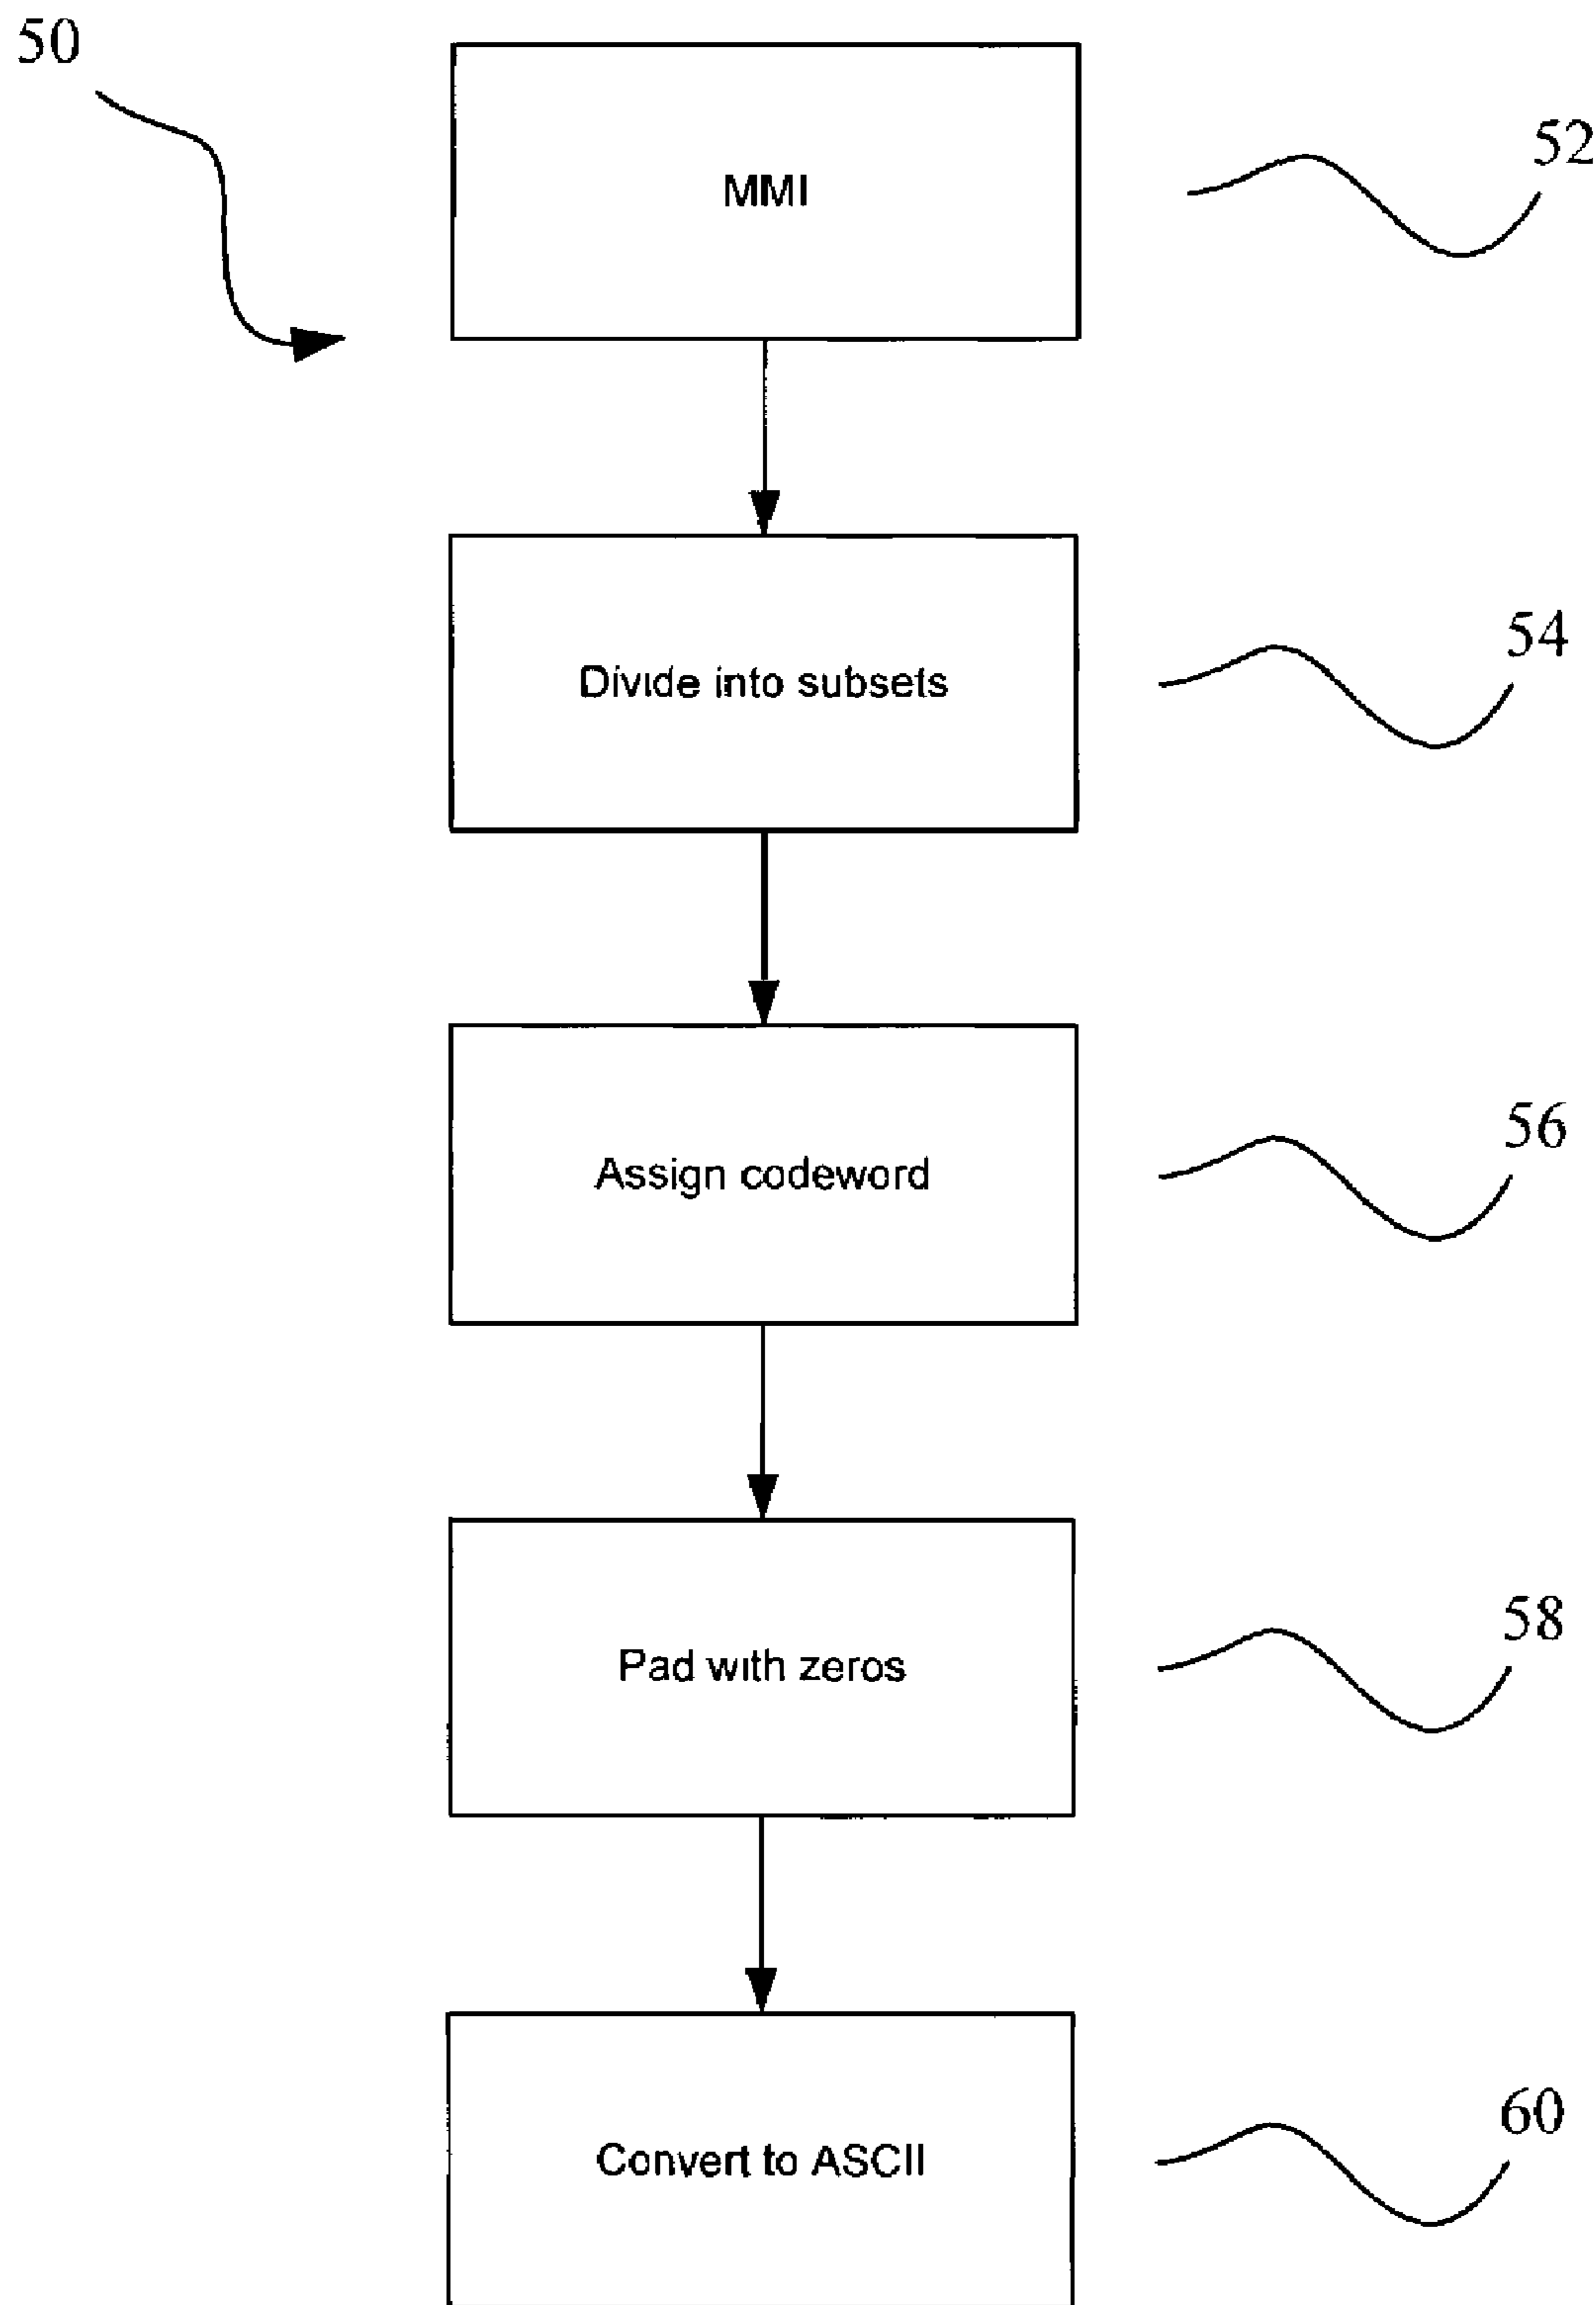 50
MMI
52
Divide into subsets
54
Assign codeword
56
Pad with zeros
58
Convert to ASCII
60